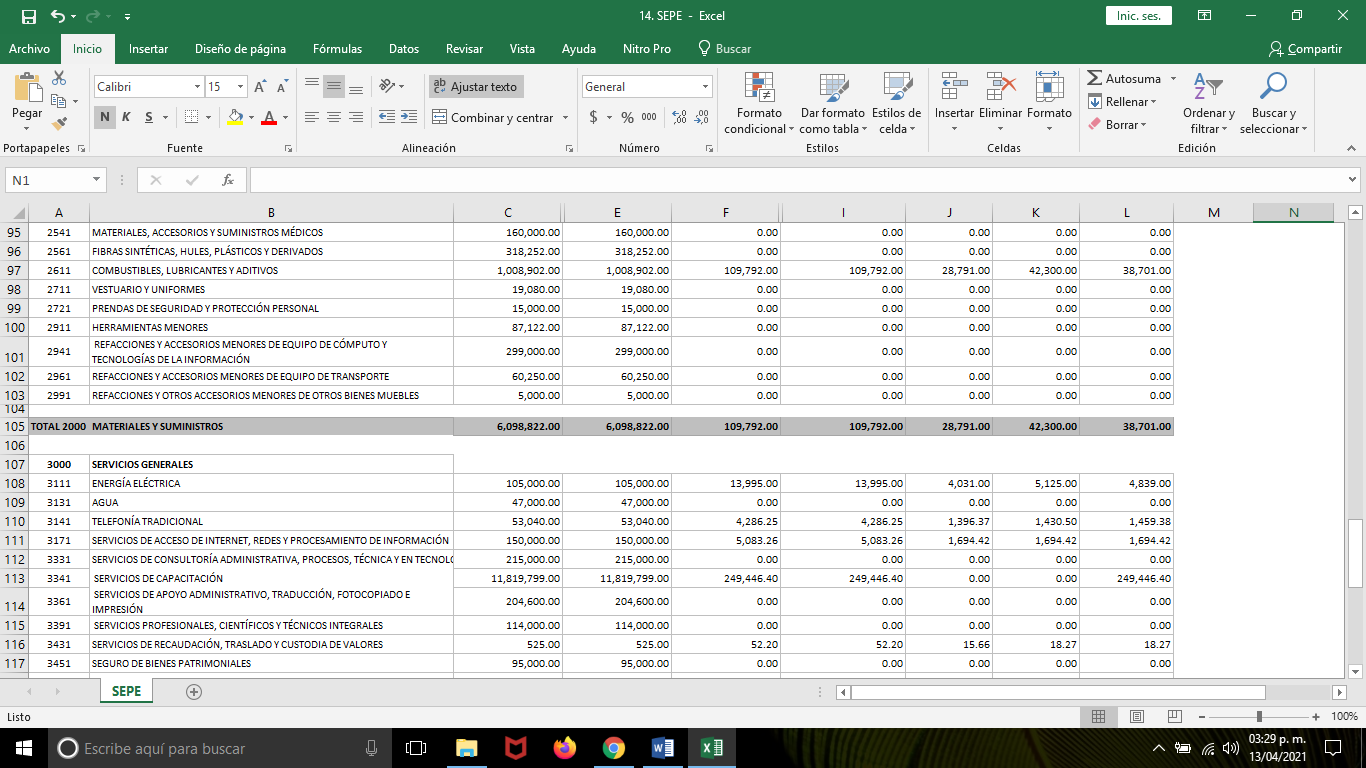 14. SEPE - Excel
Inic. ses.
Archivo Inicio Insertar Diseño de página Fórmulas Datos Revisar Vista Ayuda Nitro Pro Buscar Compartir
Pegar
Calibri 15 A A
N K S A
ab Ajustar texto
Combinar y centrar
General
$ % 000
Formato condicional
Dar formato como tabla
Estilos de celda
Insertar Eliminar Formato
Autosuma
Rellenar
Borrar
Ordenar y filtrar
Buscar y seleccionar
Portapapeles Fuente Alineación Número Estilos Celdas Edición
N1 fx
A B C E F I J K L M N
95 2541 MATERIALES, ACCESORIOS Y SUMINISTROS MÉDICOS 160,000.00 160,000.00 0.00 0.00 0.00 0.00 0.00
96 2561 FIBRAS SINTÉTICAS, HULES, PLÁSTICOS Y DERIVADOS 318,252.00 318,252.00 0.00 0.00 0.00 0.00 0.00
97 2611 COMBUSTIBLES, LUBRICANTES Y ADITIVOS 1,008,902.00 1,008,902.00 109,792.00 109,792.00 28,791.00 42,300.00 38,701.00
98 2711 VESTUARIO Y UNIFORMES 19,080.00 19,080.00 0.00 0.00 0.00 0.00 0.00
99 2721 PRENDAS DE SEGURIDAD Y PROTECCIÓN PERSONAL 15,000.00 15,000.00 0.00 0.00 0.00 0.00 0.00
100 2911 HERRAMIENTAS MENORES 87,122.00 87,122.00 0.00 0.00 0.00 0.00 0.00
101 2941 REFACCIONES Y ACCESORIOS MENORES DE EQUIPO DE CÓMPUTO Y
TECNOLOGÍAS DE LA INFORMACIÓN 299,000.00 299,000.00 0.00 0.00 0.00 0.00 0.00
102 2961 REFACCIONES Y ACCESORIOS MENORES DE EQUIPO DE TRANSPORTE 60,250.00 60,250.00 0.00 0.00 0.00 0.00 0.00
103 2991 REFACCIONES Y OTROS ACCESORIOS MENORES DE OTROS BIENES MUEBLES 5,000.00 5,000.00 0.00 0.00 0.00 0.00 0.00
104
105 TOTAL 2000 MATERIALES Y SUMINISTROS 6,098,822.00 6,098,822.00 109,792.00 109,792.00 28,791.00 42,300.00 38,701.00
106
107 3000 SERVICIOS GENERALES
108 3111 ENERGÍA ELÉCTRICA 105,000.00 105,000.00 13,995.00 13,995.00 4,031.00 5,125.00 4,839.00
109 3131 AGUA 47,000.00 47,000.00 0.00 0.00 0.00 0.00 0.00
110 3141 TELEFONÍA TRADICIONAL 53,040.00 53,040.00 4,286.25 4,286.25 1,396.37 1,430.50 1,459.38
111 3171 SERVICIOS DE ACCESO DE INTERNET, REDES Y PROCESAMIENTO DE INFORMACIÓN 150,000.00 150,000.00 5,083.26 5,083.26 1,694.42 1,694.42 1,694.42
112 3331 SERVICIOS DE CONSULTORÍA ADMINISTRATIVA, PROCESOS, TÉCNICA Y EN TECNOLO 215,000.00 215,000.00 0.00 0.00 0.00 0.00 0.00
113 3341 SERVICIOS DE CAPACITACIÓN 11,819,799.00 11,819,799.00 249,446.40 249,446.40 0.00 0.00 249,446.40
114 3361 SERVICIOS DE APOYO ADMINISTRATIVO, TRADUCCIÓN, FOTOCOPIADO E
IMPRESIÓN 204,600.00 204,600.00 0.00 0.00 0.00 0.00 0.00
115 3391 SERVICIOS PROFESIONALES, CIENTÍFICOS Y TÉCNICOS INTEGRALES 114,000.00 114,000.00 0.00 0.00 0.00 0.00 0.00
116 3431 SERVICIOS DE RECAUDACIÓN, TRASLADO Y CUSTODIA DE VALORES 525.00 525.00 52.20 52.20 15.66 18.27 18.27
117 3451 SEGURO DE BIENES PATRIMONIALES 95,000.00 95,000.00 0.00 0.00 0.00 0.00 0.00
SEPE
Listo 100%
Escribe aquí para buscar
03:29 p. m.
13/04/2021